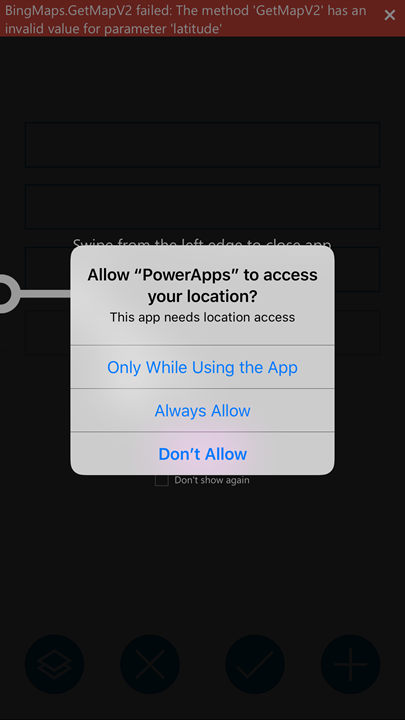 BingMaps.GetMapV2 failed: The method 'GetMapV2' has an
invalid value for parameter 'latitude'
Swipe from the left edge to close app
Allow “PowerApps” to access
your location?
This app needs location access
Only While Using the App
Always Allow
Don’t Allow
Don't show again